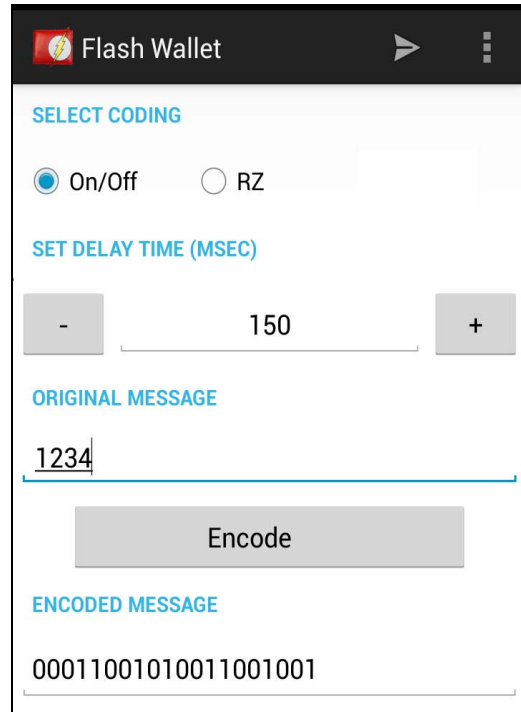 Flash Wallet
SELECT CODING
On/Off RZ
SET DELAY TIME (MSEC)
- 150 +
ORIGINAL MESSAGE
1234
Encode
ENCODED MESSAGE
00011001010011001001